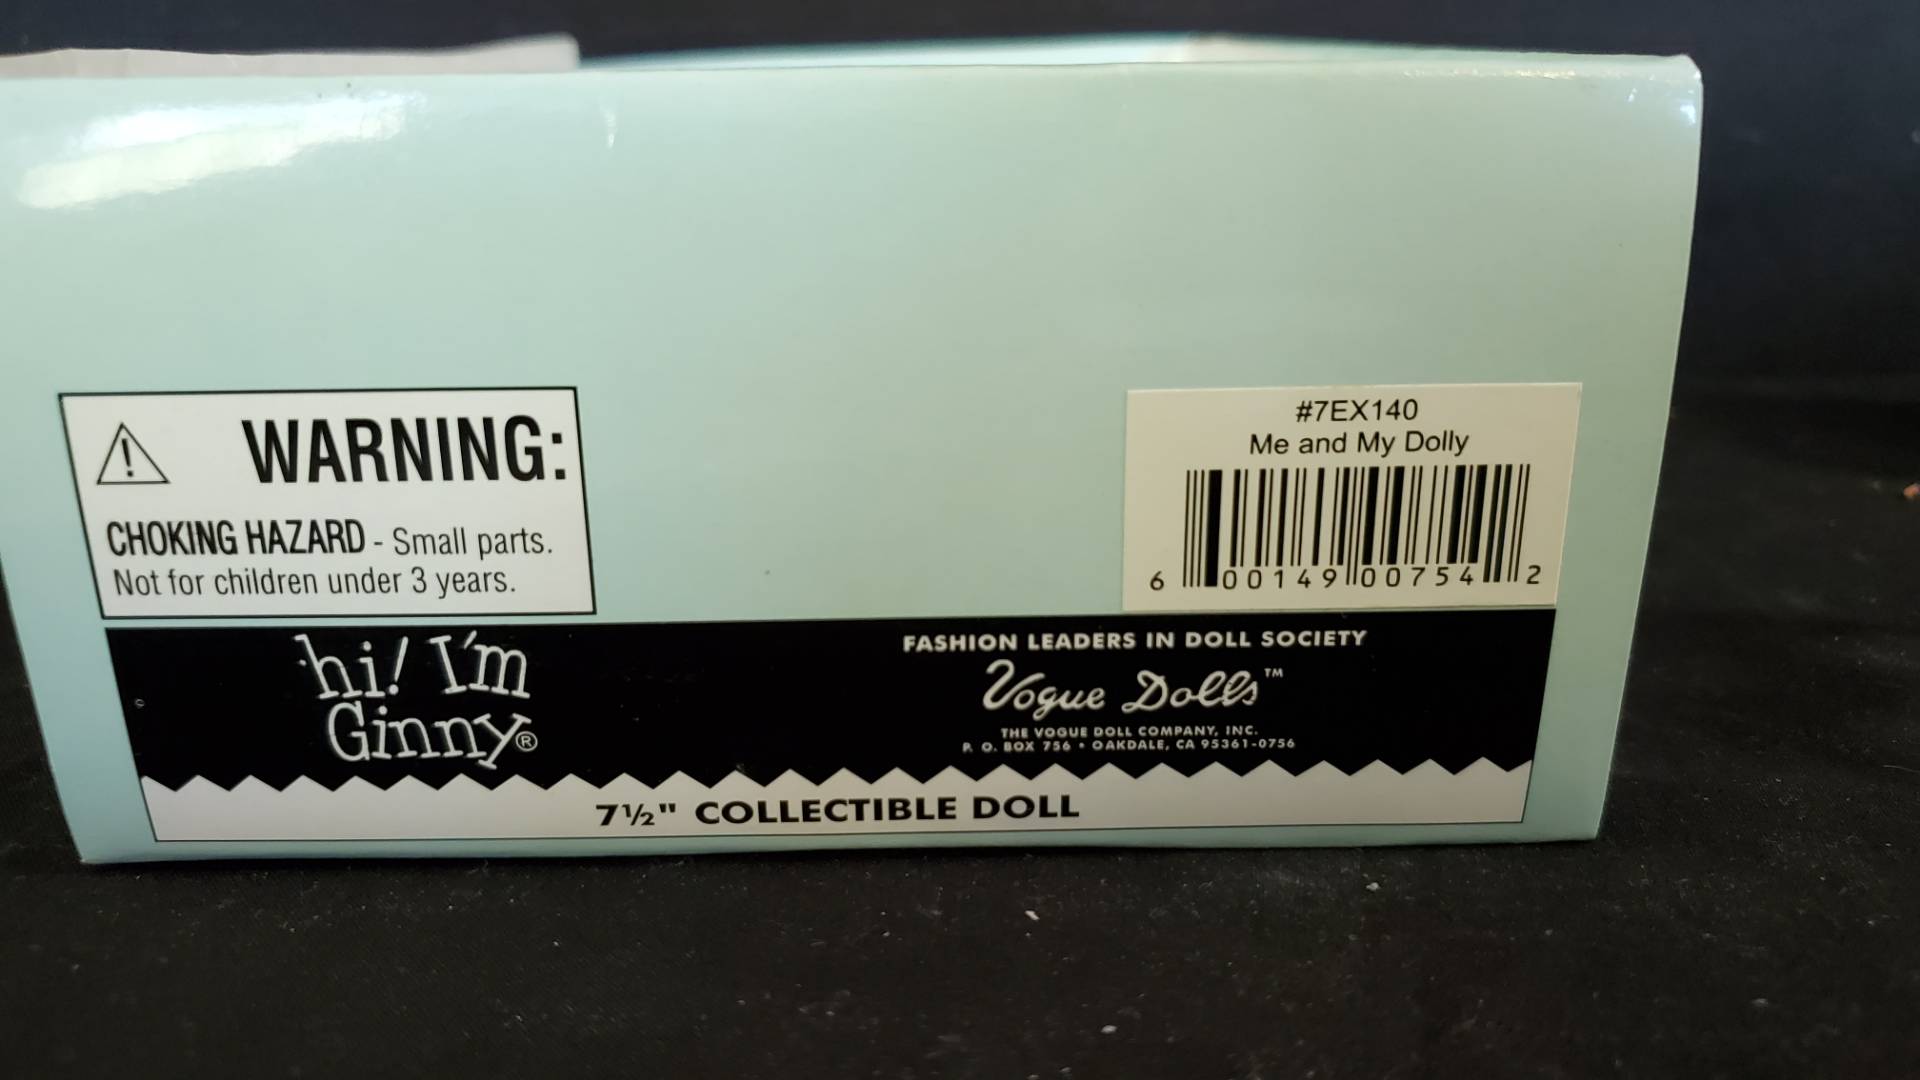 WARNING:
CHOKING HAZARD - Small parts.
Not for children under 3 years.
#7EX140
Me and My Dolly
6 00149 00754 2
hi! I'm
Ginny®
FASHION LEADERS IN DOLL SOCIETY
Vogue Dolls™
THE VOGUE DOLL COMPANY, INC.
P. O. BOX 756 • OAKDALE, CA 95361-0756
7½" COLLECTIBLE DOLL